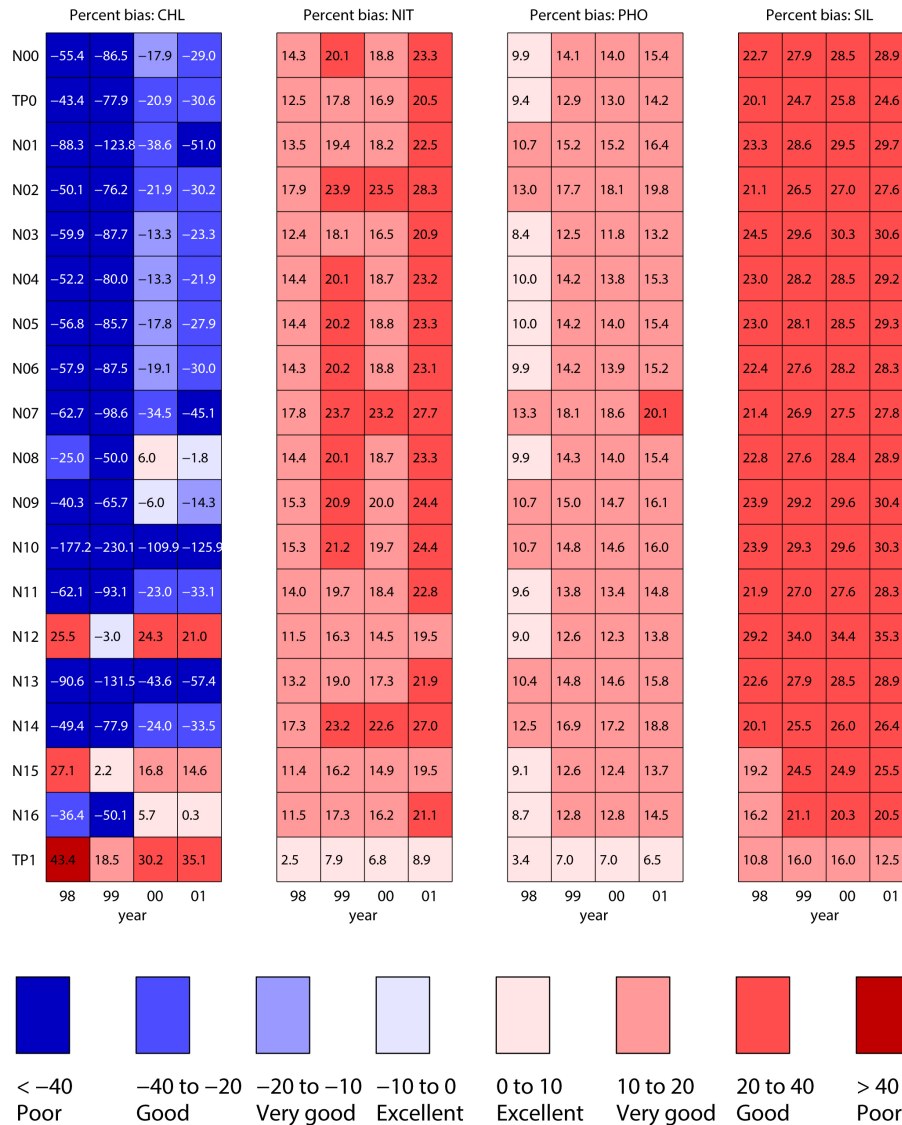 Percent bias: CHL Percent bias: NIT Percent bias: PHO Percent bias: SIL
N00 −55.4 −86.5 −17.9 −29.0 14.3 20.1 18.8 23.3 9.9 14.1 14.0 15.4 22.7 27.9 28.5 28.9
TP0 −43.4 −77.9 −20.9 −30.6 12.5 17.8 16.9 20.5 9.4 12.9 13.0 14.2 20.1 24.7 25.8 24.6
N01 −88.3 −123.8 −38.6 −51.0 13.5 19.4 18.2 22.5 10.7 15.2 15.2 16.4 23.3 28.6 29.5 29.7
N02 −50.1 −76.2 −21.9 −30.2 17.9 23.9 23.5 28.3 13.0 17.7 18.1 19.8 21.1 26.5 27.0 27.6
N03 −59.9 −87.7 −13.3 −23.3 12.4 18.1 16.5 20.9 8.4 12.5 11.8 13.2 24.5 29.6 30.3 30.6
N04 −52.2 −80.0 −13.3 −21.9 14.4 20.1 18.7 23.2 10.0 14.2 13.8 15.3 23.0 28.2 28.5 29.2
N05 −56.8 −85.7 −17.8 −27.9 14.4 20.2 18.8 23.3 10.0 14.2 14.0 15.4 23.0 28.1 28.5 29.3
N06 −57.9 −87.5 −19.1 −30.0 14.3 20.2 18.8 23.1 9.9 14.2 13.9 15.2 22.4 27.6 28.2 28.3
N07 −62.7 −98.6 −34.5 −45.1 17.8 23.7 23.2 27.7 13.3 18.1 18.6 20.1 21.4 26.9 27.5 27.8
N08 −25.0 −50.0 6.0 −1.8 14.4 20.1 18.7 23.3 9.9 14.3 14.0 15.4 22.8 27.6 28.4 28.9
N09 −40.3 −65.7 −6.0 −14.3 15.3 20.9 20.0 24.4 10.7 15.0 14.7 16.1 23.9 29.2 29.6 30.4
N10 −177.2 −230.1 −109.9 −125.9 15.3 21.2 19.7 24.4 10.7 14.8 14.6 16.0 23.9 29.3 29.6 30.3
N11 −62.1 −93.1 −23.0 −33.1 14.0 19.7 18.4 22.8 9.6 13.8 13.4 14.8 21.9 27.0 27.6 28.3
N12 25.5 −3.0 24.3 21.0 11.5 16.3 14.5 19.5 9.0 12.6 12.3 13.8 29.2 34.0 34.4 35.3
N13 −90.6 −131.5 −43.6 −57.4 13.2 19.0 17.3 21.9 10.4 14.8 14.6 15.8 22.6 27.9 28.5 28.9
N14 −49.4 −77.9 −24.0 −33.5 17.3 23.2 22.6 27.0 12.5 16.9 17.2 18.8 20.1 25.5 26.0 26.4
N15 27.1 2.2 16.8 14.6 11.4 16.2 14.9 19.5 9.1 12.6 12.4 13.7 19.2 24.5 24.9 25.5
N16 −36.4 −50.1 5.7 0.3 11.5 17.3 16.2 21.1 8.7 12.8 12.8 14.5 16.2 21.1 20.3 20.5
TP1 43.4 18.5 30.2 35.1 2.5 7.9 6.8 8.9 3.4 7.0 7.0 6.5 10.8 16.0 16.0 12.5
98 99 00 01 98 99 00 01 98 99 00 01 98 99 00 01
year year year year
< −40 −40 to −20 −20 to −10 −10 to 0 0 to 10 10 to 20 20 to 40 > 40
Poor Good Very good Excellent Excellent Very good Good Poor